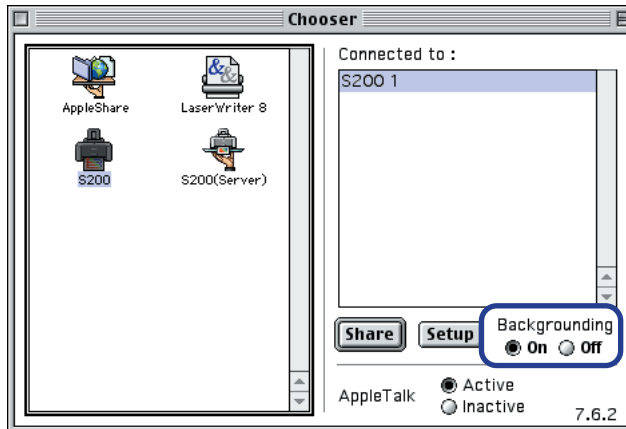 Chooser
AppleShare
LaserWriter 8
S200
S200(Server)
Connected to :
S200 1
Share
Setup
Backgrounding
On Off
AppleTalk
Active
Inactive
7.6.2